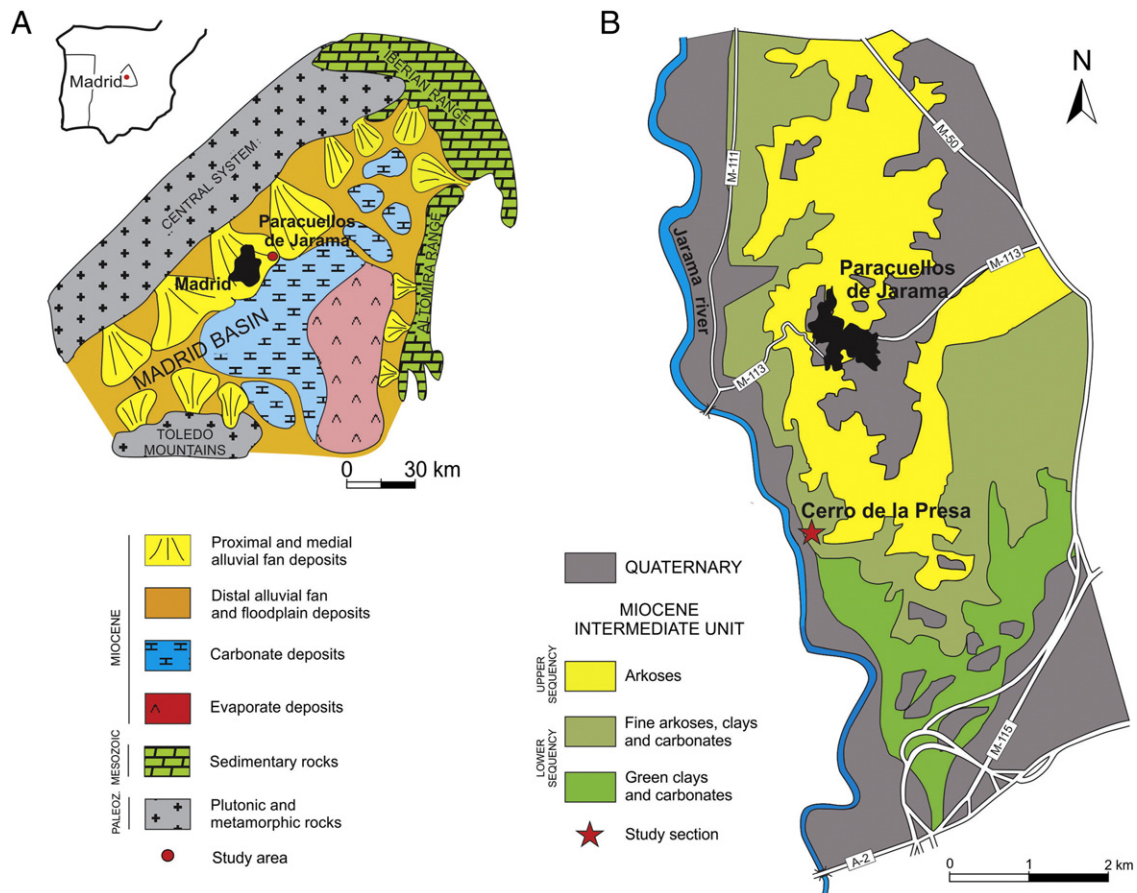 A
Madrid
IBERIAN RANGE
CENTRAL SYSTEM
Paracuellos
de Jarama
Madrid
ALTOMIRA RANGE
MADRID BASIN
TOLEDO
MOUNTAINS
0 30 km
MIOCENE
Proximal and medial
alluvial fan deposits
Distal alluvial fan
and floodplain deposits
Carbonate deposits
Evaporate deposits
MESOZOIC
Sedimentary rocks
PALEOZ.
Plutonic and
metamorphic rocks
Study area
B
N
M-50
M-111
Jarama river
Paracuellos
de Jarama
M-113
M-113
Cerro de la Presa
M-115
A-2
QUATERNARY
MIOCENE
INTERMEDIATE UNIT
UPPER
SEQUENCY
Arkoses
LOWER
SEQUENCY
Fine arkoses, clays
and carbonates
Green clays
and carbonates
Study section
0 1 2 km